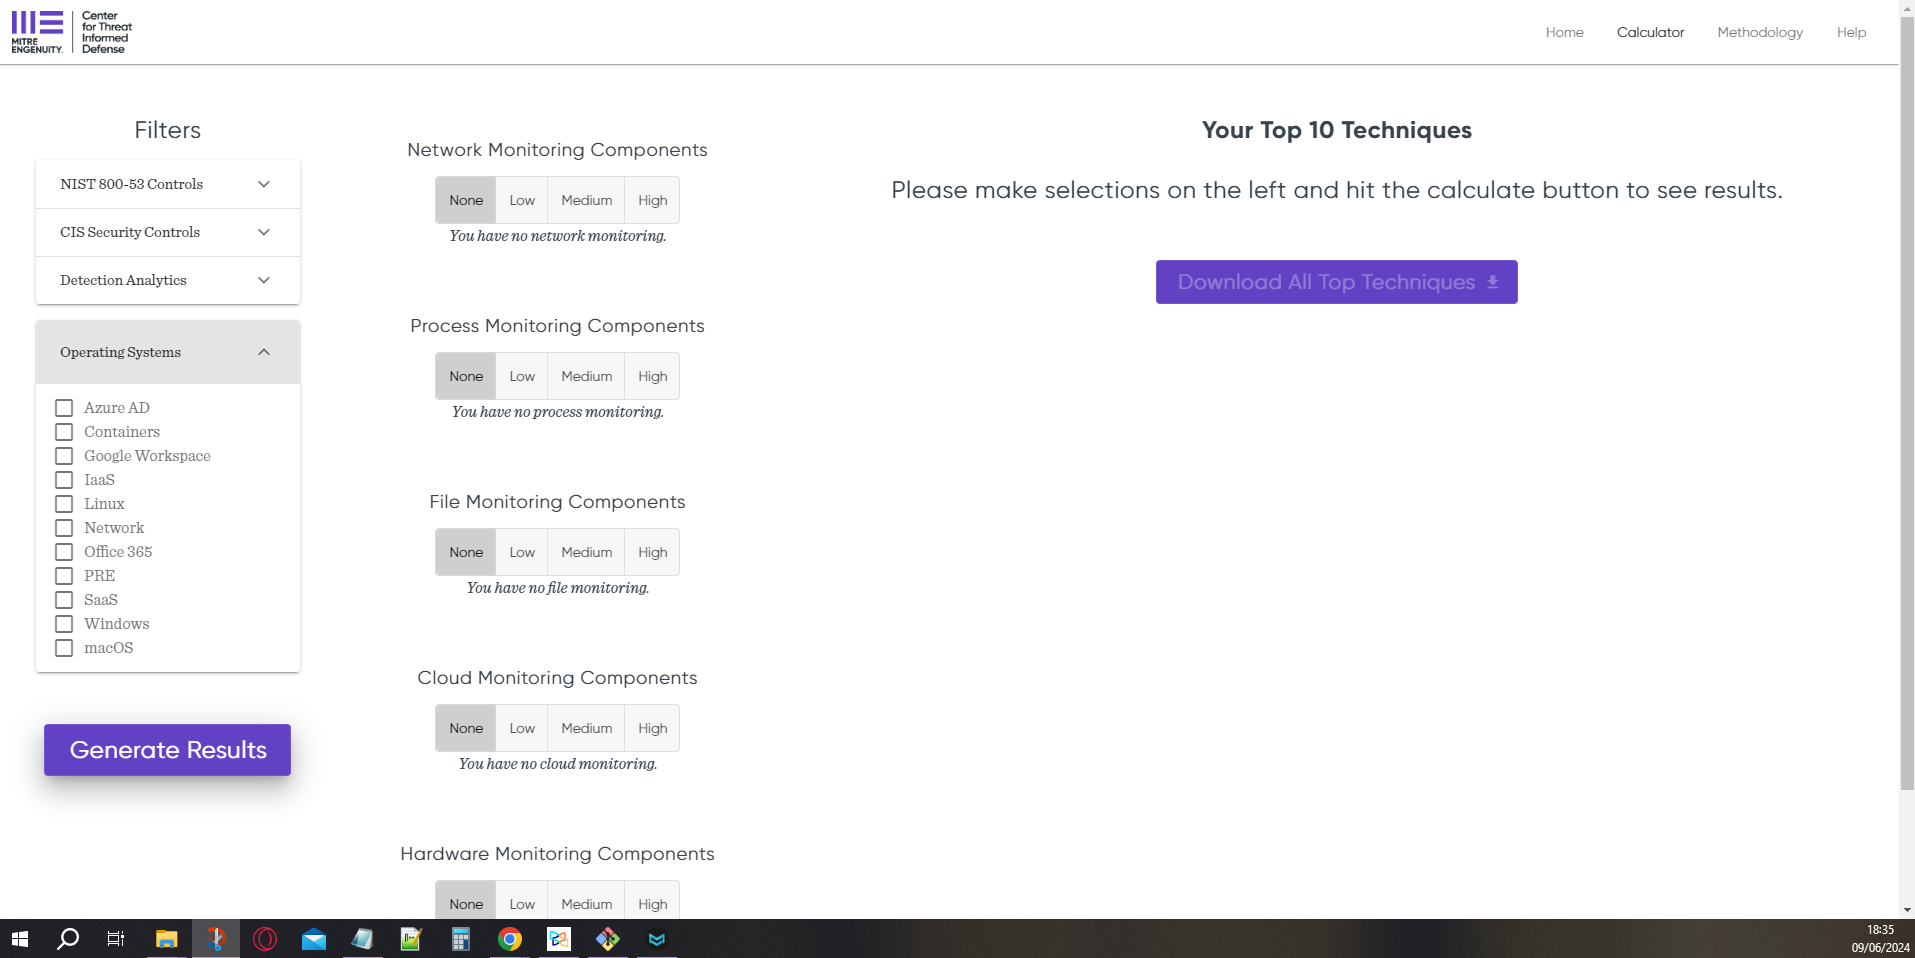 MITRE
ENGENUITY.
Center
for Threat
Informed
Defense
Home
Calculator
Methodology
Help
Filters
NIST 800-53 Controls
CIS Security Controls
Detection Analytics
Operating Systems
Azure AD
Containers
Google Workspace
IaaS
Linux
Network
Office 365
PRE
SaaS
Windows
macOS
Generate Results
Network Monitoring Components
None Low Medium High
You have no network monitoring.
Process Monitoring Components
None Low Medium High
You have no process monitoring.
File Monitoring Components
None Low Medium High
You have no file monitoring.
Cloud Monitoring Components
None Low Medium High
You have no cloud monitoring.
Hardware Monitoring Components
None Low Medium High
Your Top 10 Techniques
Please make selections on the left and hit the calculate button to see results.
Download All Top Techniques
18:35
09/06/2024